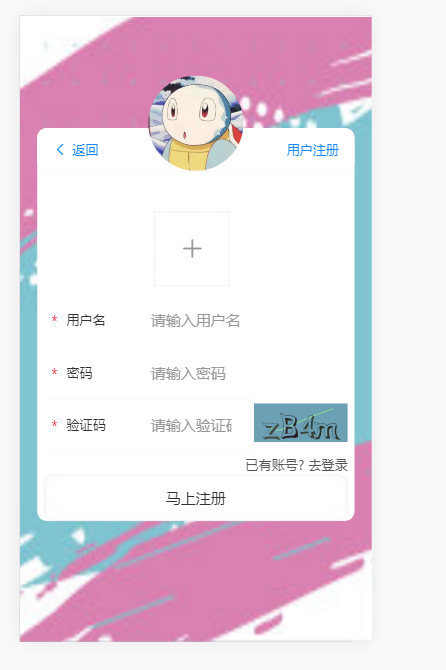 返回 用户注册
* 用户名 请输入用户名
* 密码 请输入密码
* 验证码 请输入验证码 zB4m
已有账号? 去登录
马上注册